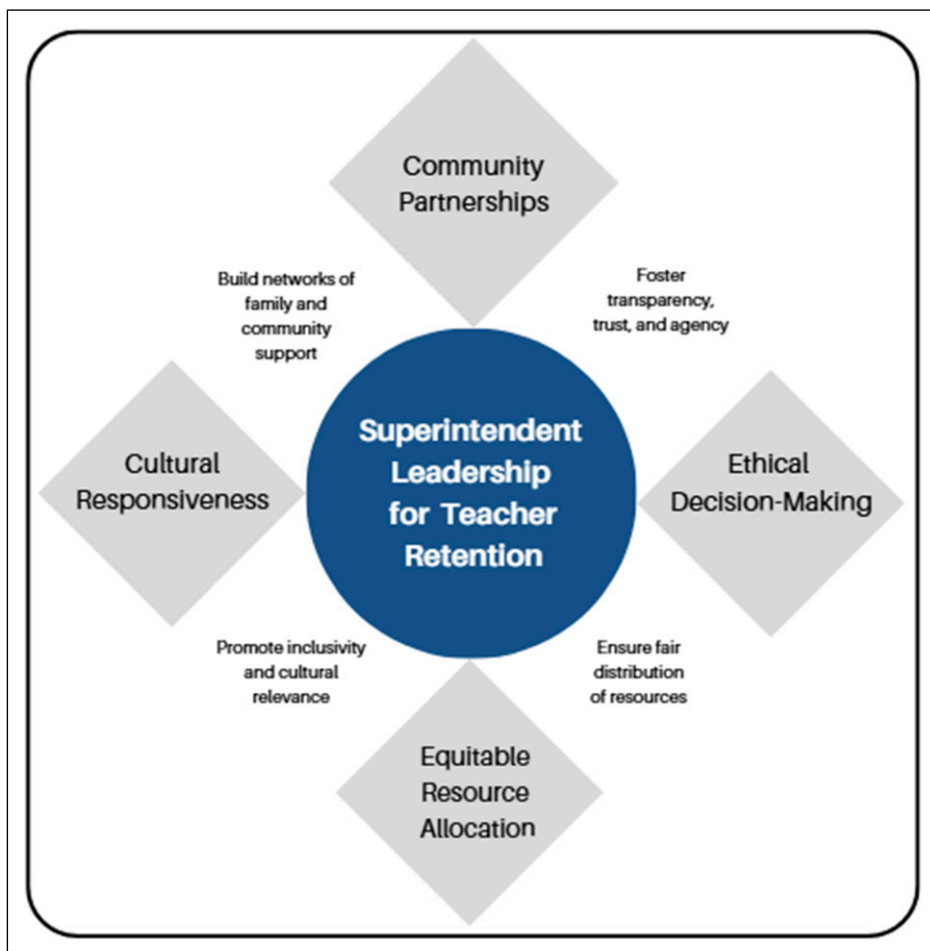 Community
Partnerships
Build networks of
family and
community
support
Foster
transparency,
trust, and agency
Superintendent
Leadership
for Teacher
Retention
Cultural
Responsiveness
Ethical
Decision-Making
Promote inclusivity
and cultural
relevance
Ensure fair
distribution
of resources
Equitable
Resource
Allocation